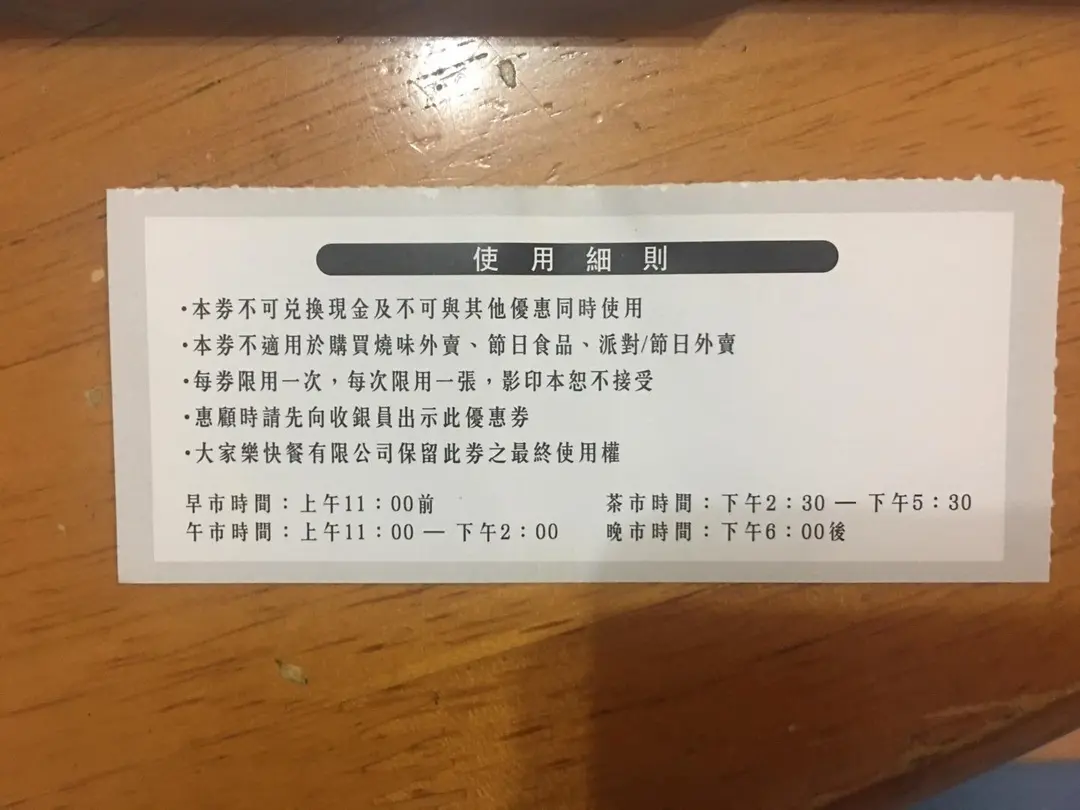 使用細則
•本券不可兌換現金及不可與其他優惠同時使用
•本券不適用於購買燒味外賣、節日食品、派對/節日外賣
•每券限用一次，每次限用一張，影印本恕不接受
•惠顧時請先向收銀員出示此優惠券
•大家樂快餐有限公司保留此券之最終使用權
早市時間：上午11：00前
茶市時間：下午2：30 — 下午5：30
午市時間：上午11：00 — 下午2：00
晚市時間：下午6：00後